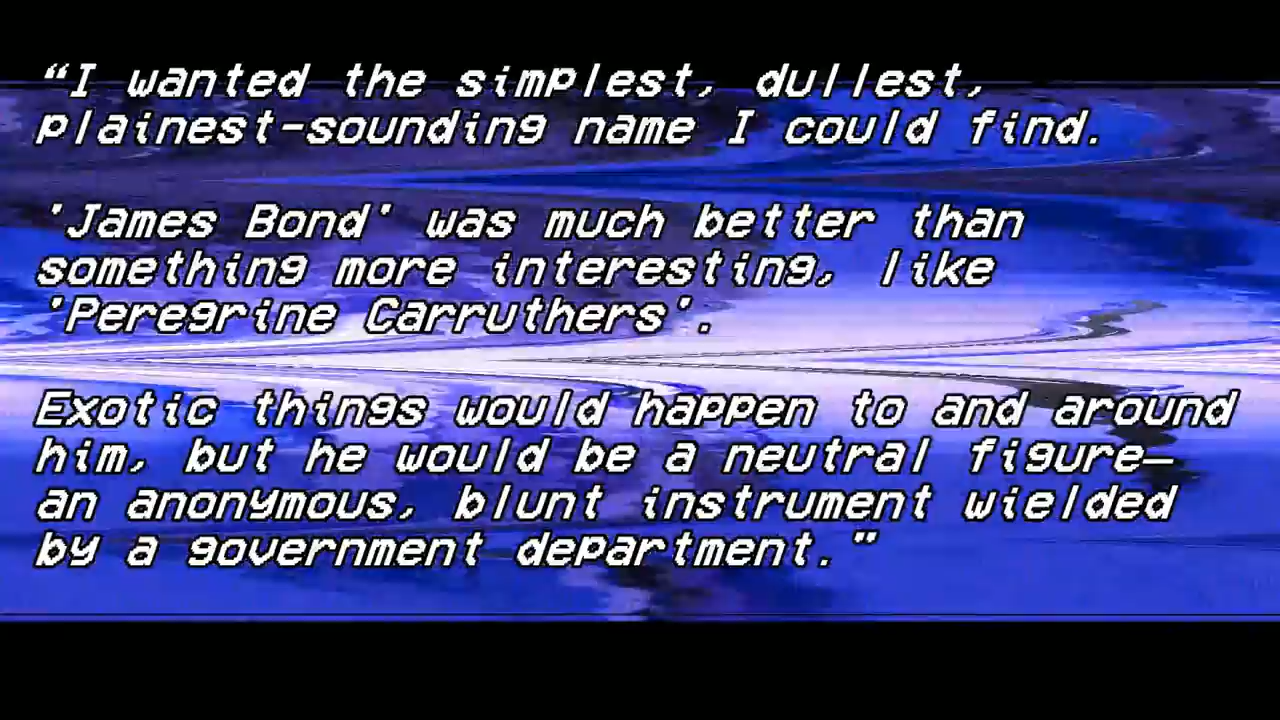 “I wanted the simplest, dullest,
plainest-sounding name I could find.
'James Bond' was much better than
something more interesting, like
'Peregrine Carruthers'.
Exotic things would happen to and around
him, but he would be a neutral figure—
an anonymous, blunt instrument wielded
by a government department.”